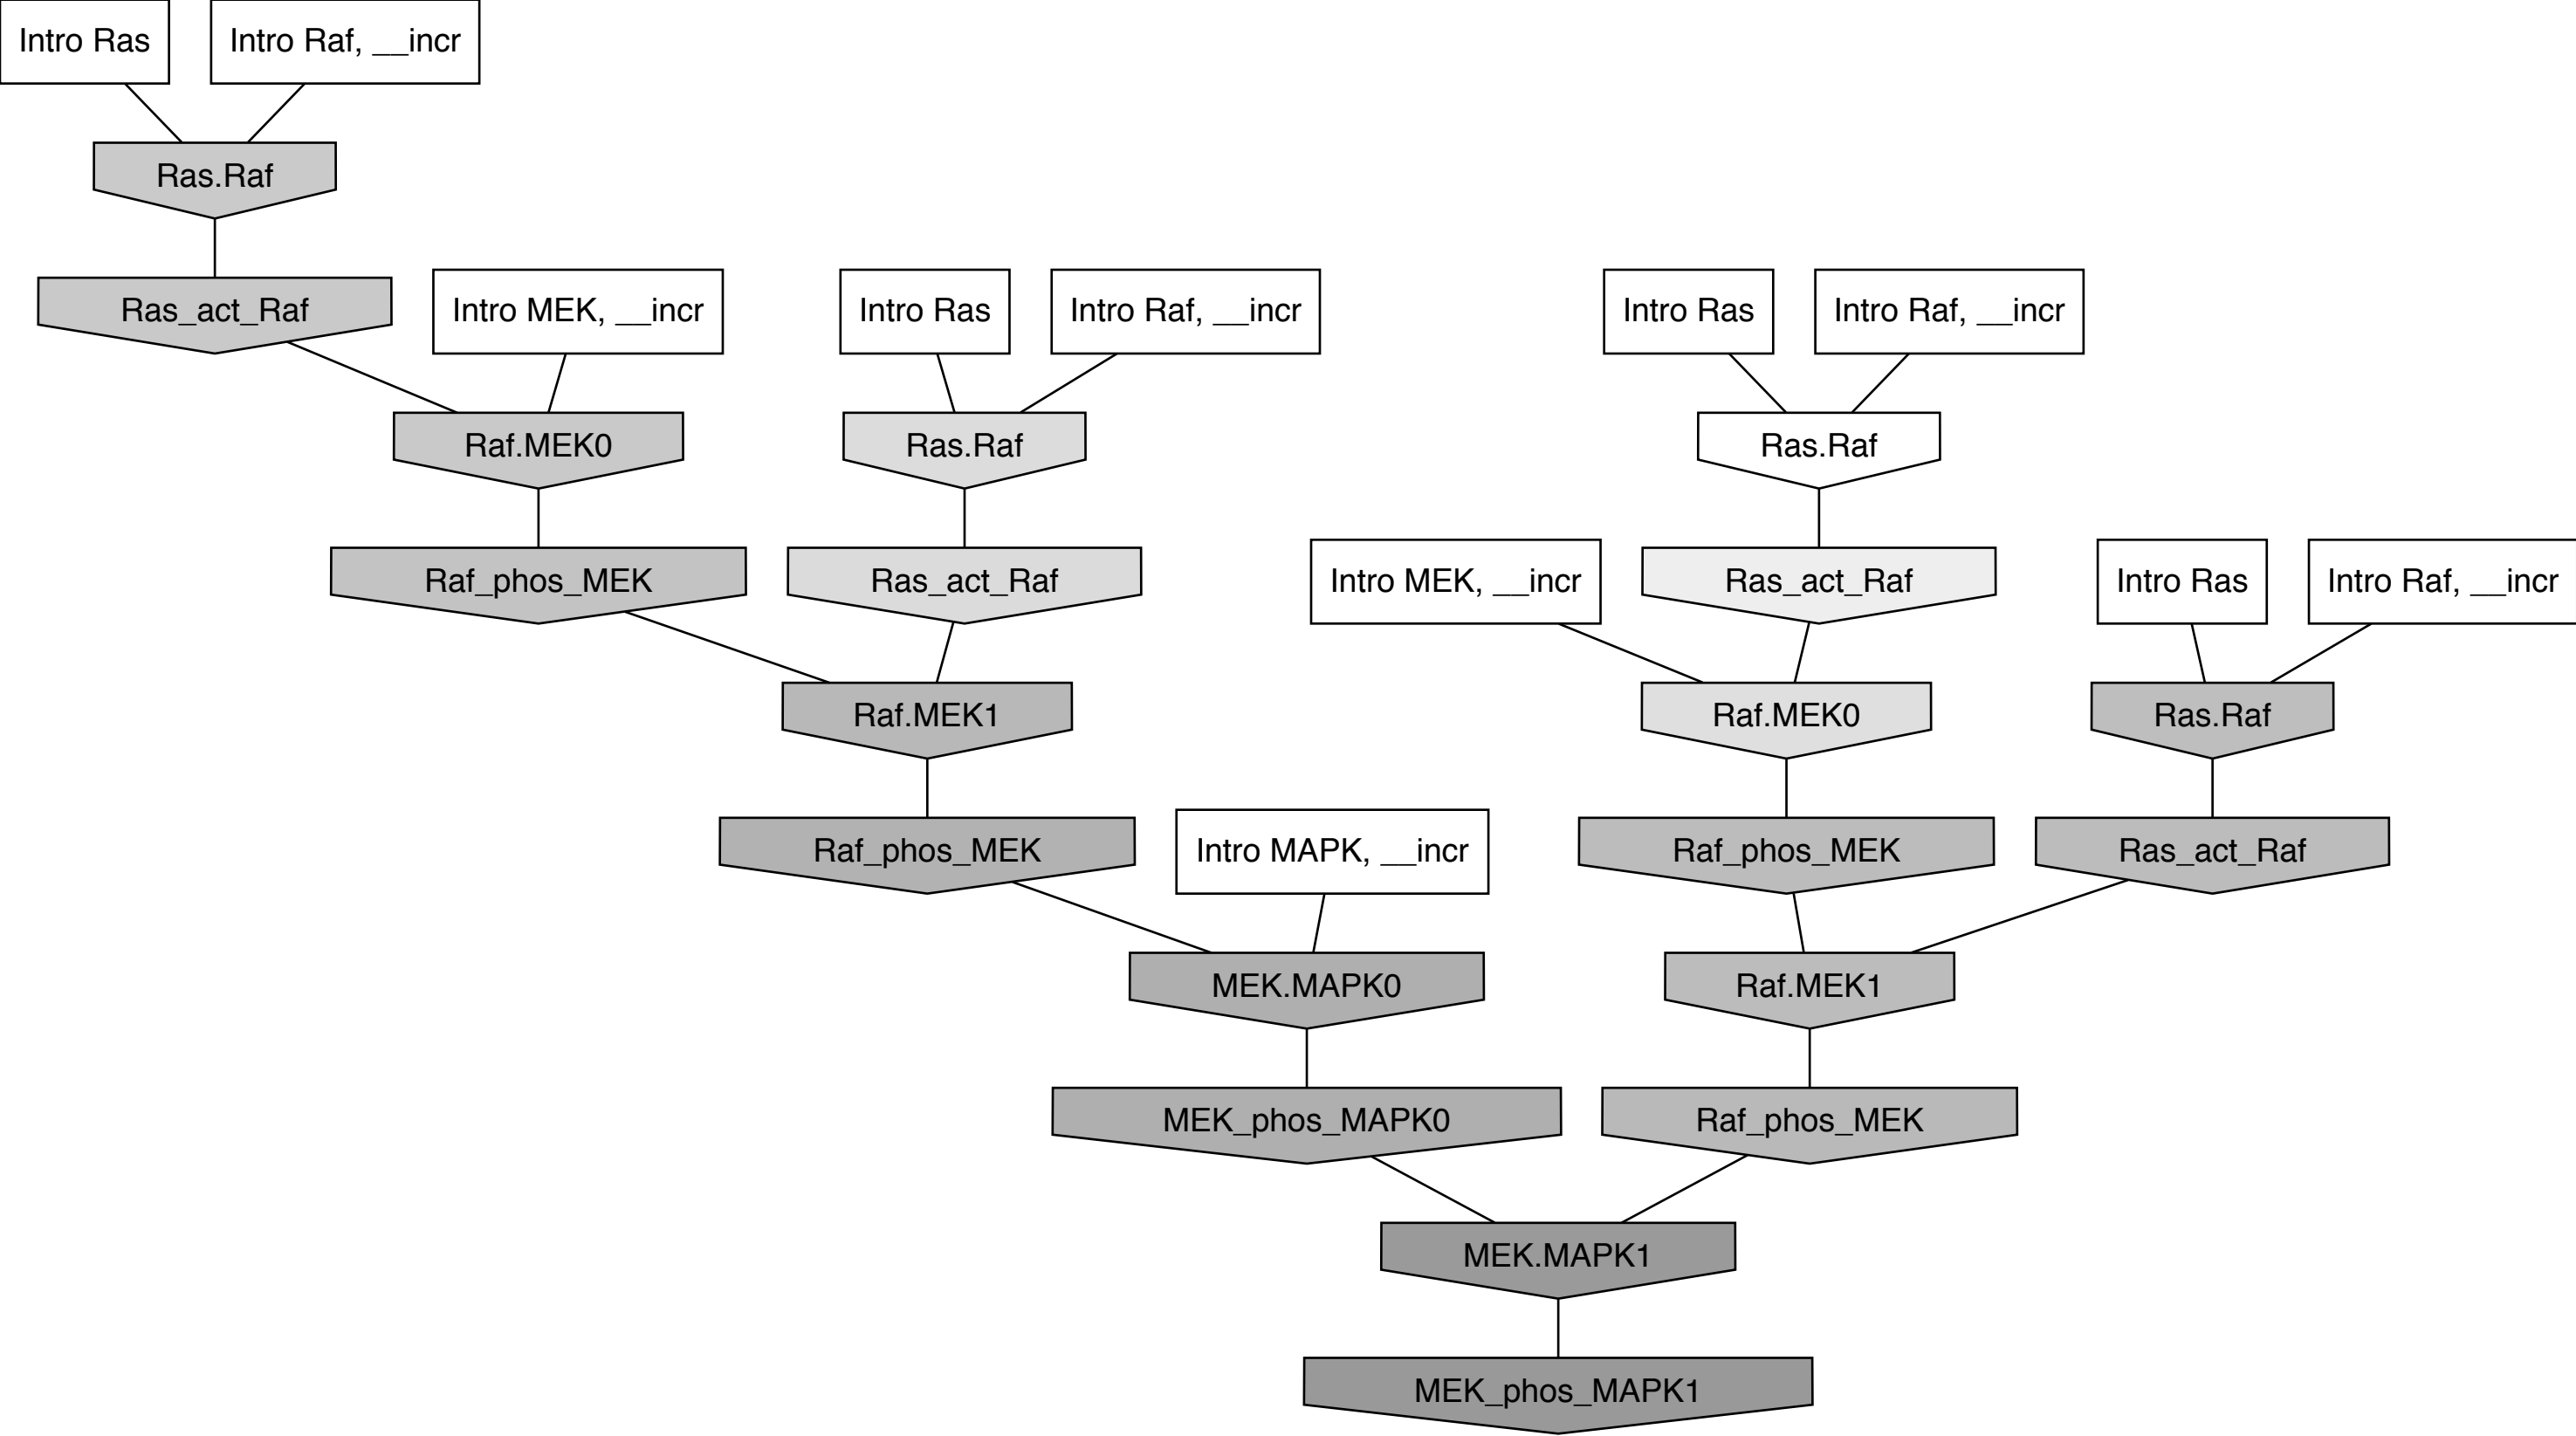 Intro Ras
Intro Raf, __incr
Ras.Raf
Ras_act_Raf
Intro MEK, __incr
Intro Ras
Intro Raf, __incr
Intro Ras
Intro Raf, __incr
Raf.MEK0
Ras.Raf
Ras.Raf
Raf_phos_MEK
Ras_act_Raf
Intro MEK, __incr
Ras_act_Raf
Intro Ras
Intro Raf, __incr
Raf.MEK1
Raf.MEK0
Ras.Raf
Raf_phos_MEK
Intro MAPK, __incr
Raf_phos_MEK
Ras_act_Raf
MEK.MAPK0
Raf.MEK1
MEK_phos_MAPK0
Raf_phos_MEK
MEK.MAPK1
MEK_phos_MAPK1